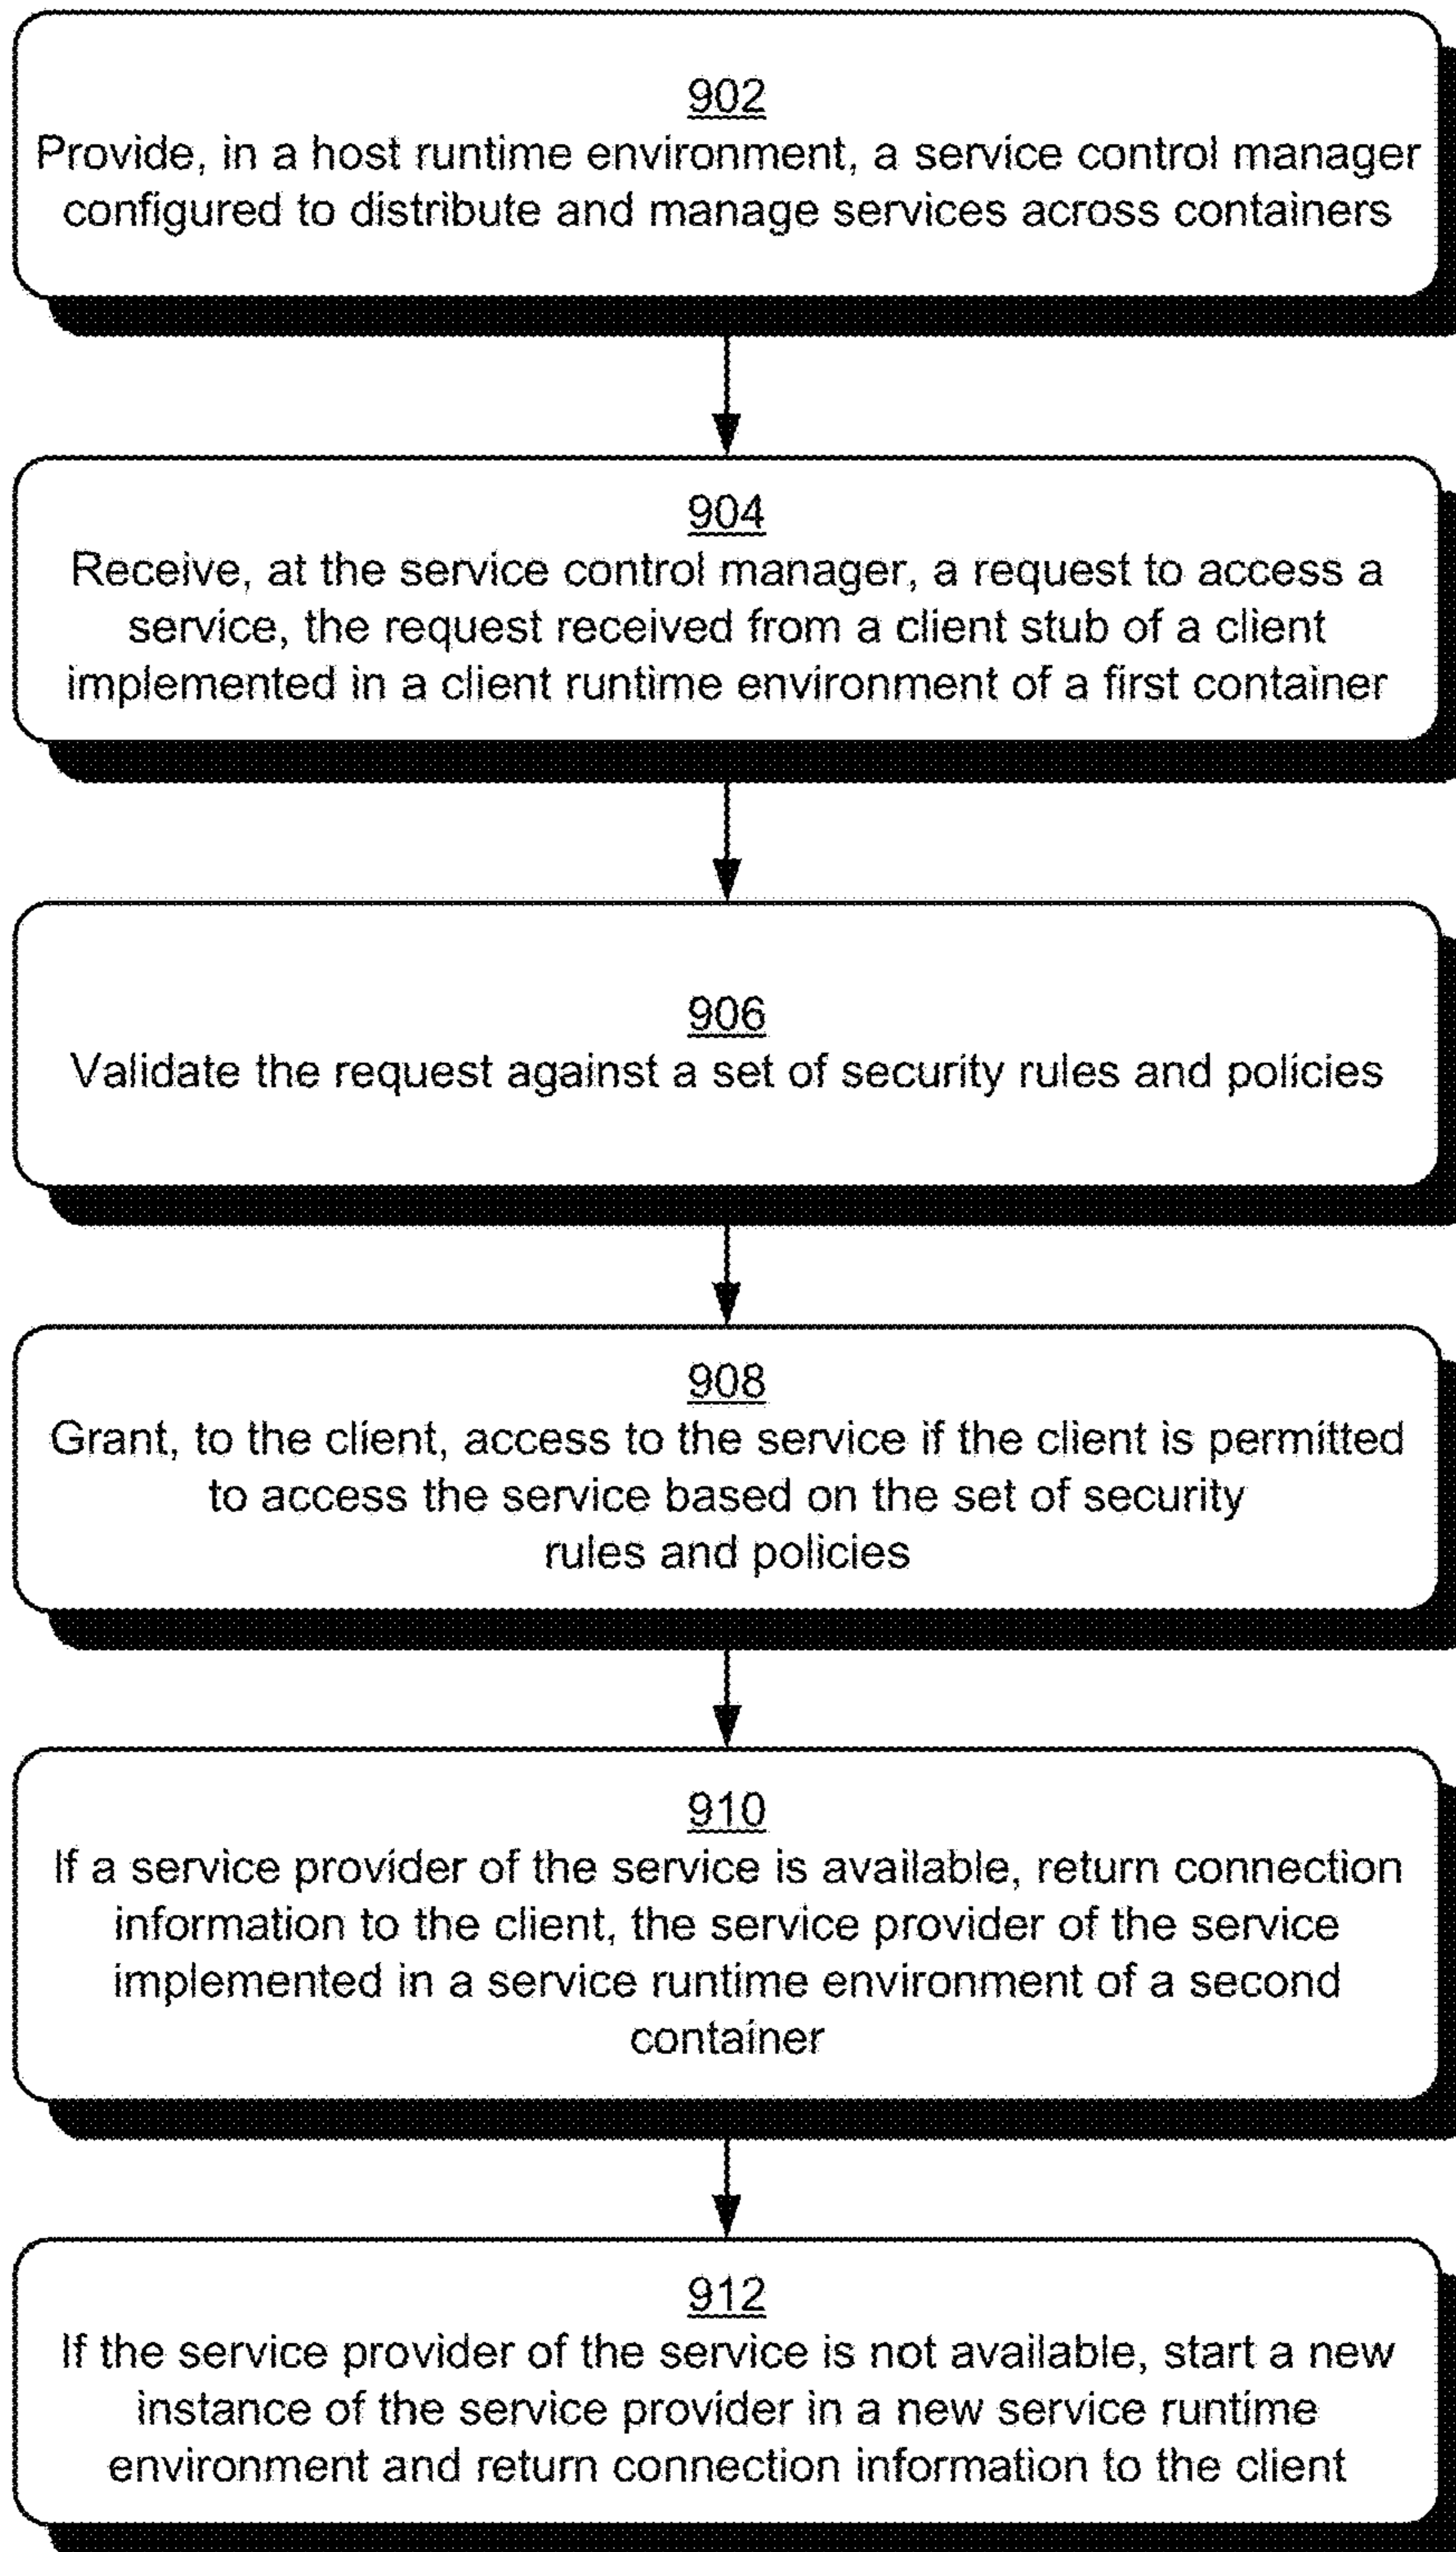 902
Provide, in a host runtime environment, a service control manager
configured to distribute and manage services across containers
904
Receive, at the service control manager, a request to access a
service, the request received from a client stub of a client
implemented in a client runtime environment of a first container
906
Validate the request against a set of security rules and policies
908
Grant, to the client, access to the service if the client is permitted
to access the service based on the set of security
rules and policies
910
If a service provider of the service is available, return connection
information to the client, the service provider of the service
implemented in a service runtime environment of a second
container
912
If the service provider of the service is not available, start a new
instance of the service provider in a new service runtime
environment and return connection information to the client